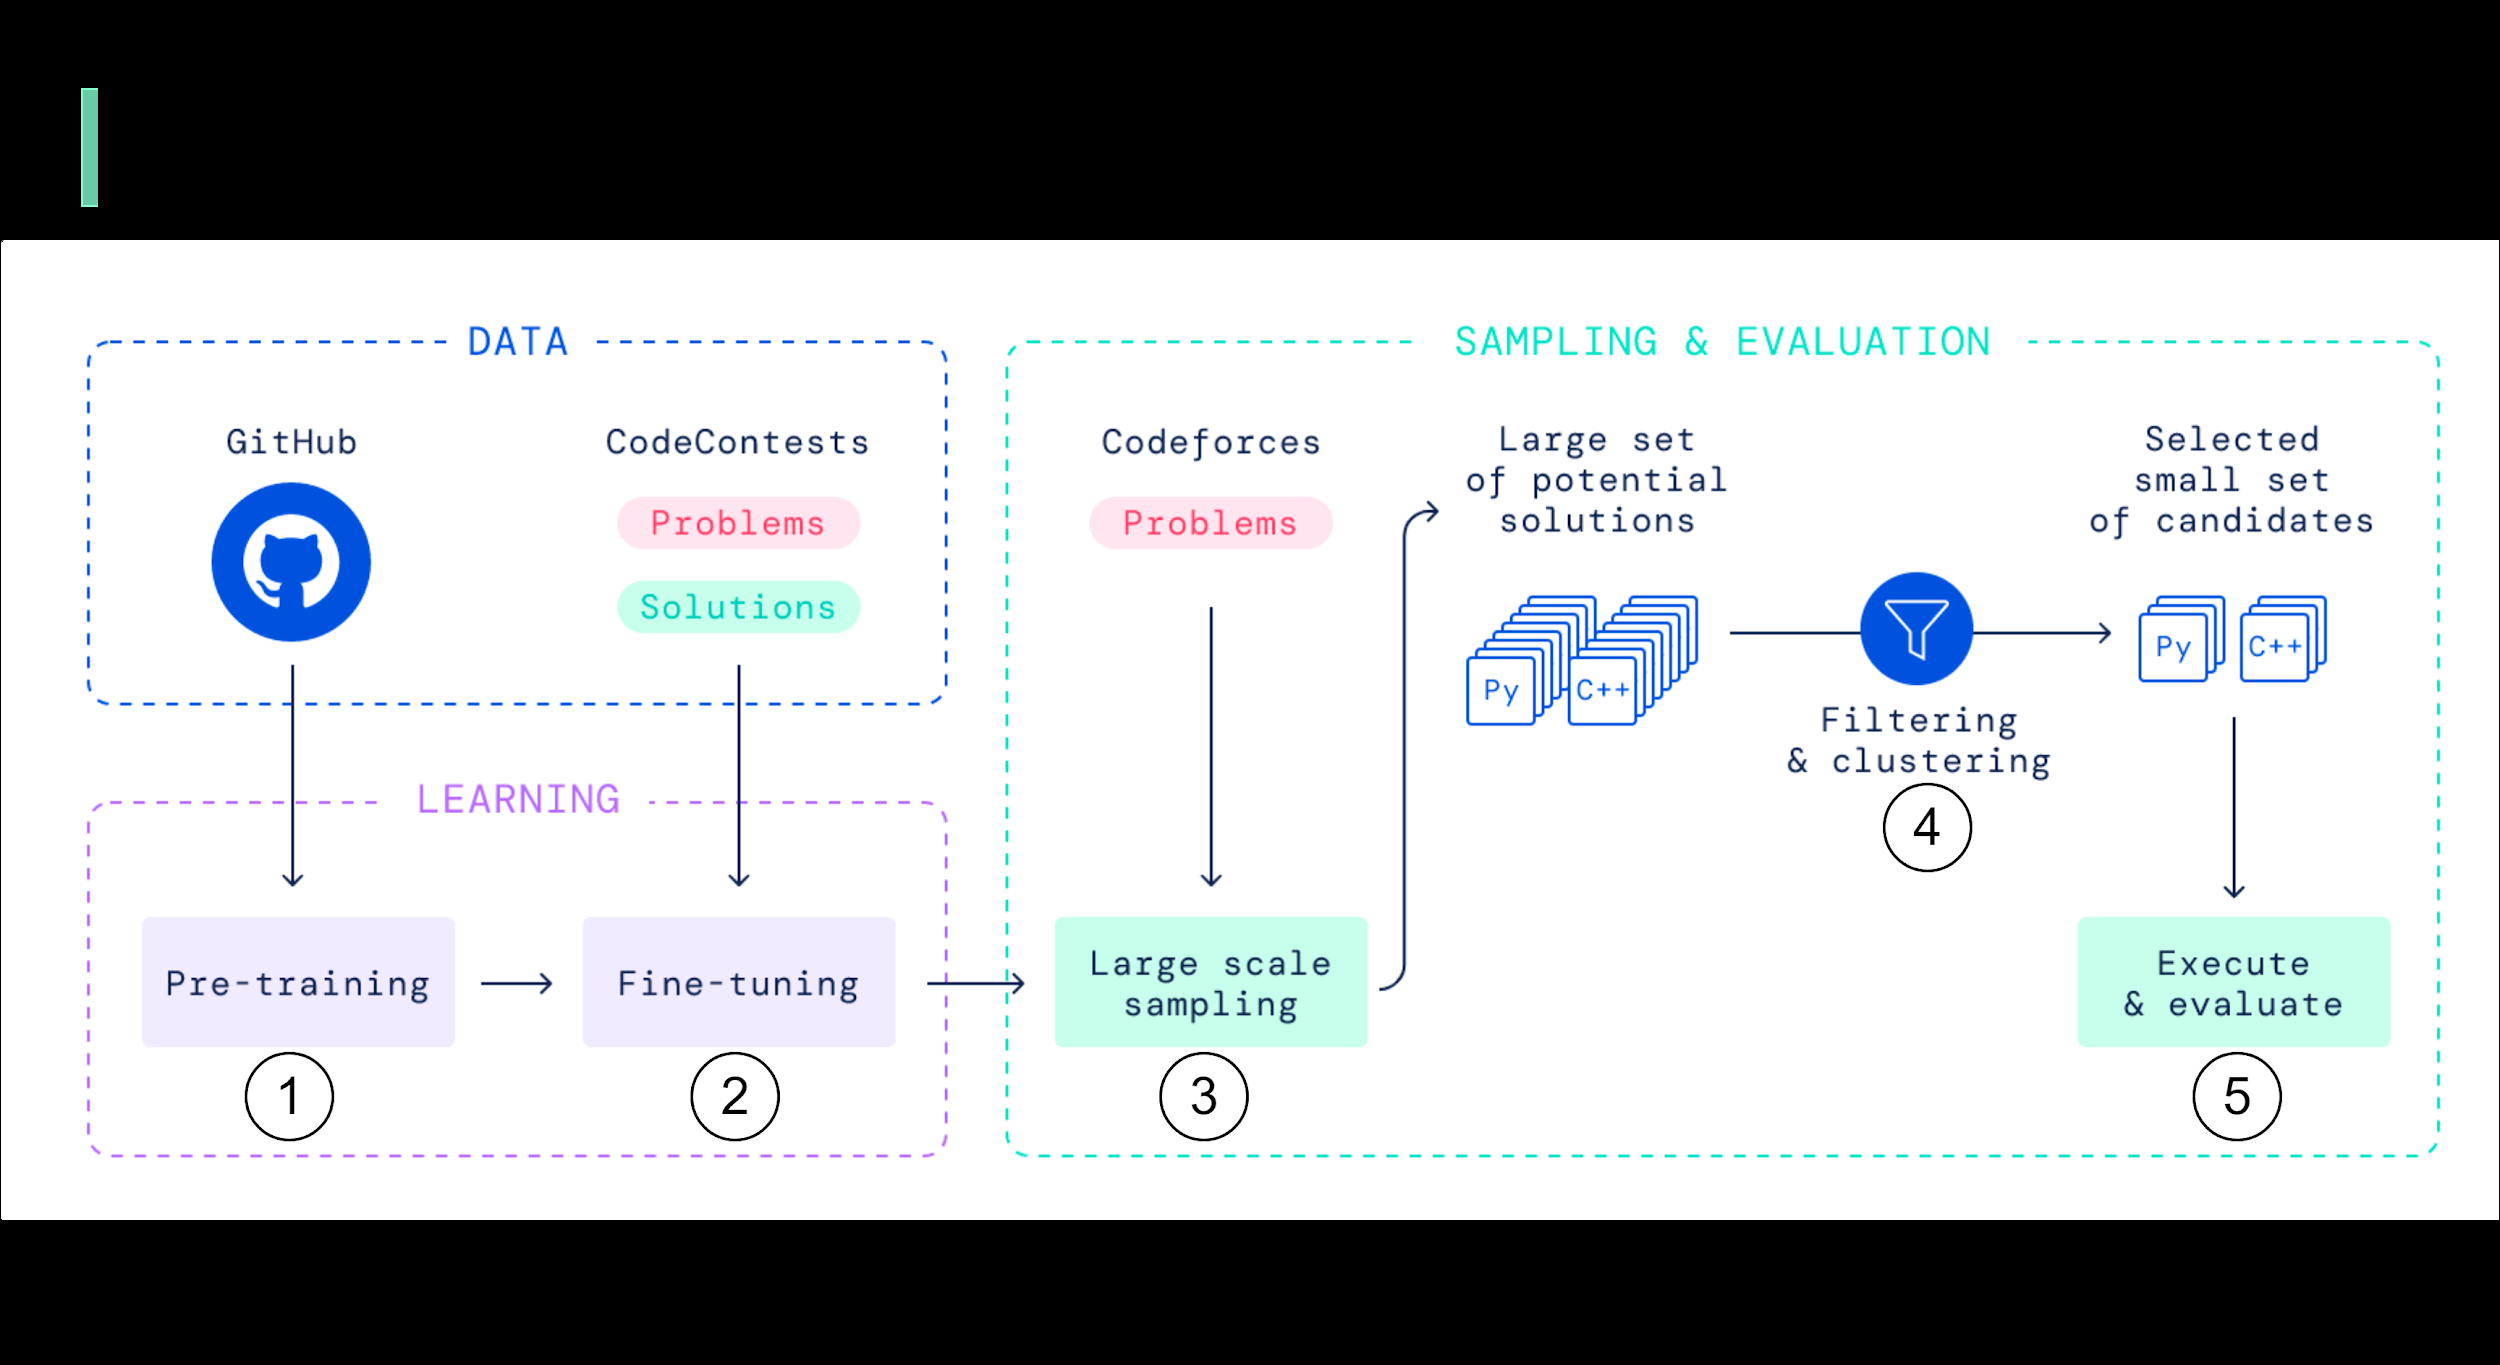 DATA
GitHub
CodeContests
Problems
Solutions
LEARNING
Pre-training
Fine-tuning
1
2
SAMPLING & EVALUATION
Codeforces
Problems
Large scale
sampling
3
Large set
of potential
solutions
Py
C++
Filtering
& clustering
4
Selected
small set
of candidates
Py
C++
Execute
& evaluate
5